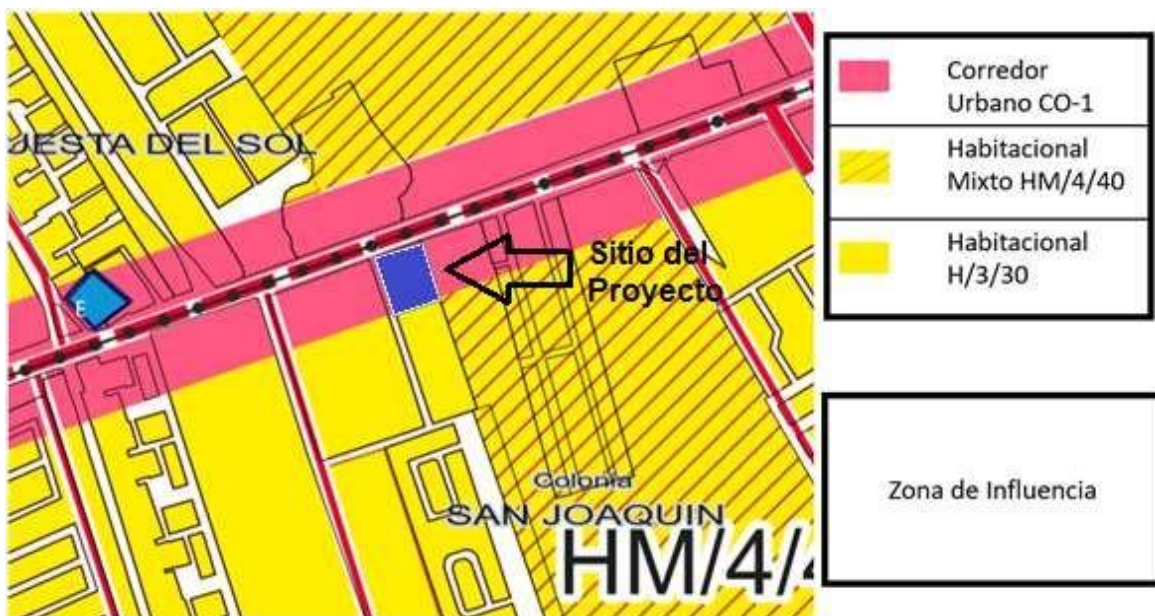 JESTA DEL SOL
E
Sitio del
Proyecto
Colonia
SAN JOAQUIN
HM/4/4
Corredor
Urbano CO-1
Habitacional
Mixto HM/4/40
Habitacional
H/3/30
Zona de Influencia